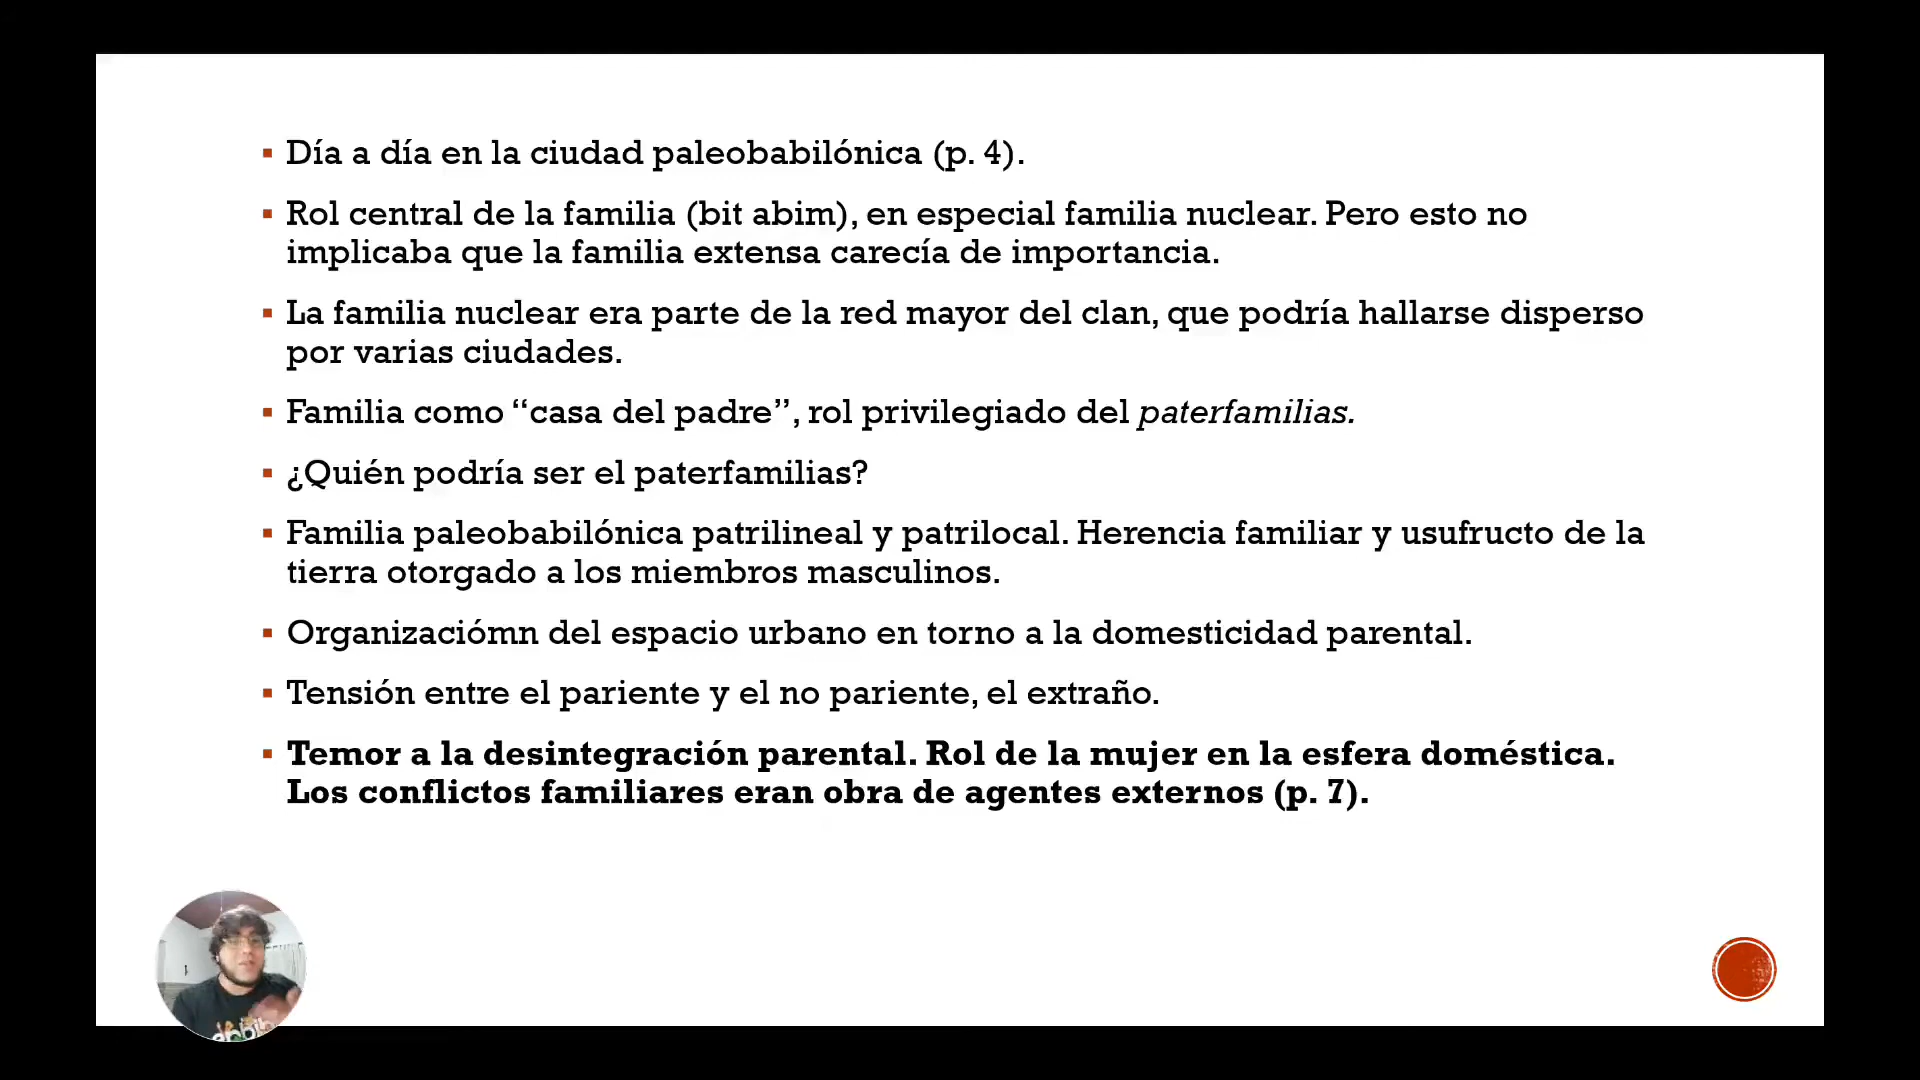 Día a día en la ciudad paleobabilónica (p. 4).
Rol central de la familia (bit abim), en especial familia nuclear. Pero esto no
implicaba que la familia extensa carecía de importancia.
La familia nuclear era parte de la red mayor del clan, que podría hallarse disperso
por varias ciudades.
Familia como “casa del padre”, rol privilegiado del paterfamilias.
¿Quién podría ser el paterfamilias?
Familia paleobabilónica patrilineal y patrilocal. Herencia familiar y usufructo de la
tierra otorgado a los miembros masculinos.
Organizaciómn del espacio urbano en torno a la domesticidad parental.
Tensión entre el pariente y el no pariente, el extraño.
Temor a la desintegración parental. Rol de la mujer en la esfera doméstica.
Los conflictos familiares eran obra de agentes externos (p. 7).